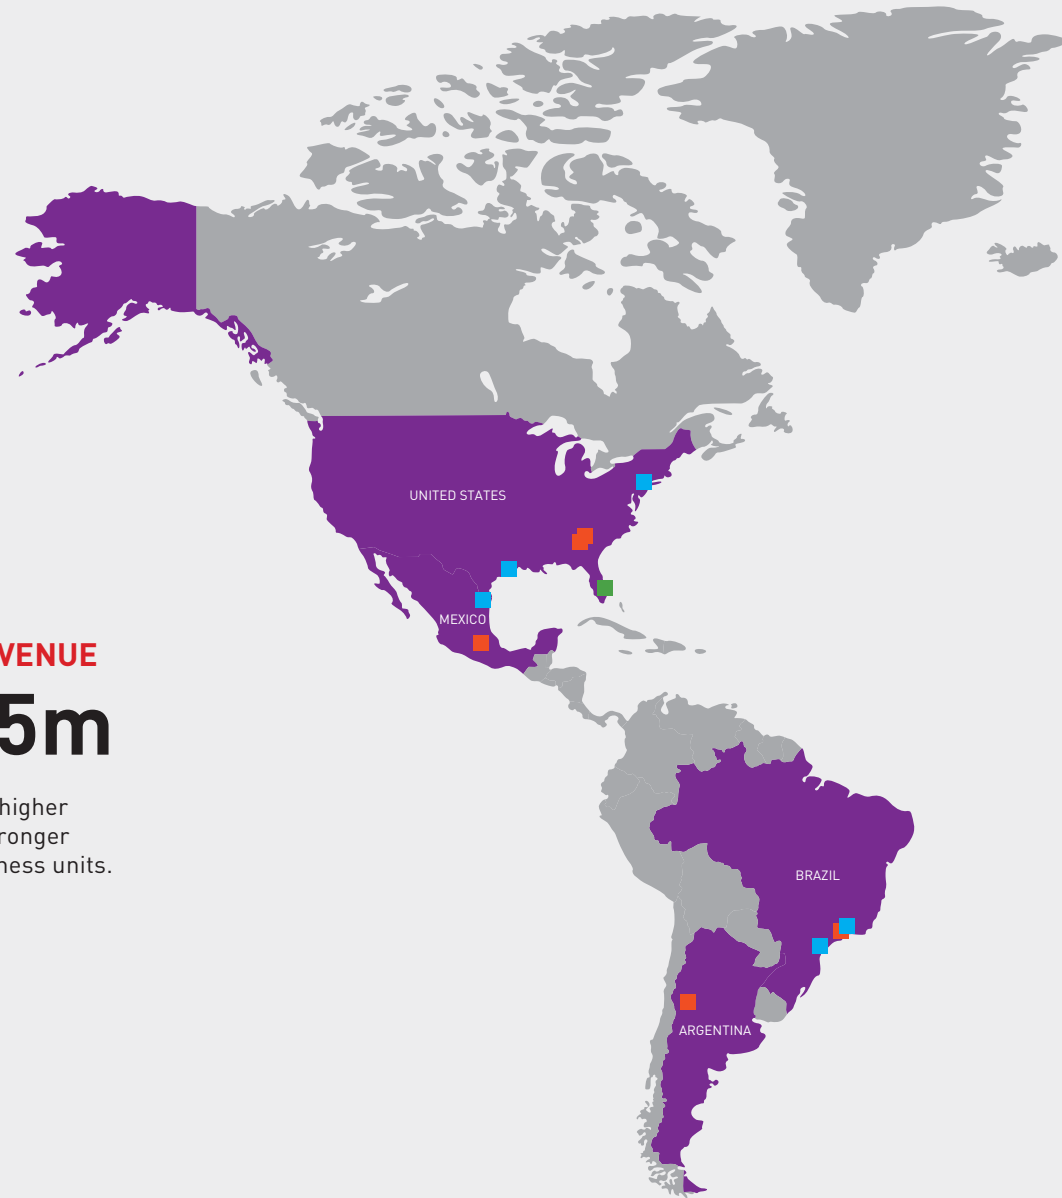 UNITED STATES
MEXICO
VENUE
5m
higher
ronger
ness units.
BRAZIL
ARGENTINA